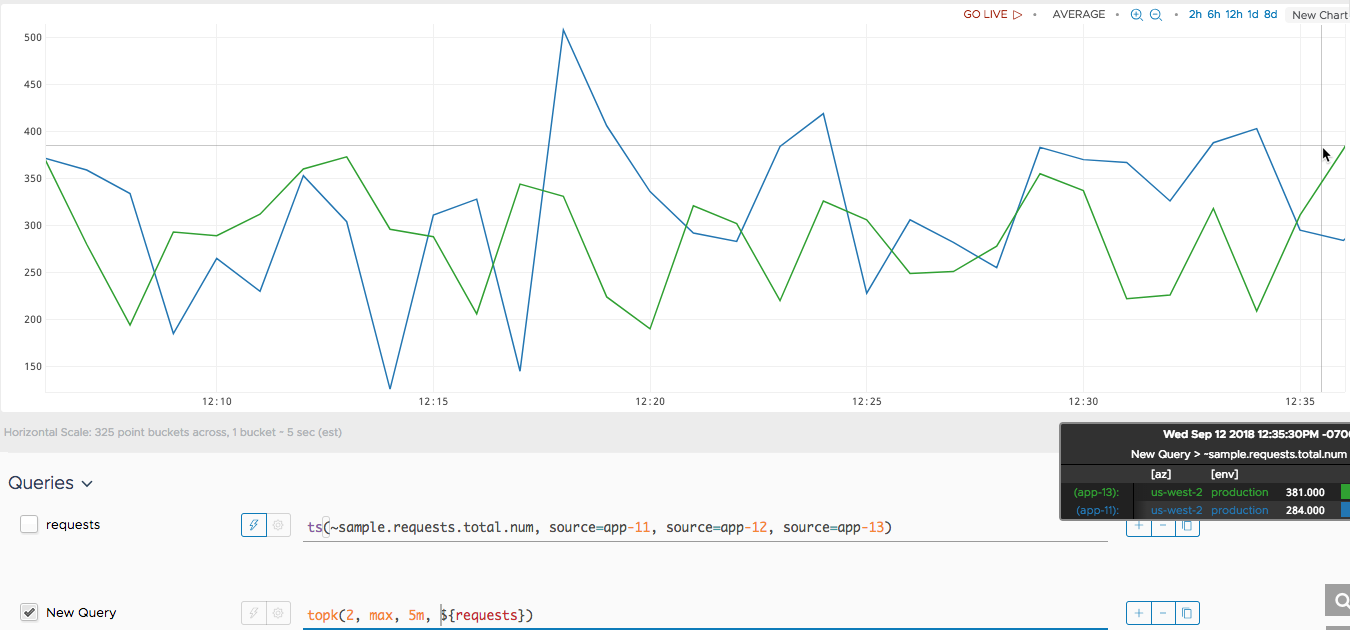 GO LIVE ▷ • AVERAGE • • 2h 6h 12h 1d 8d New Chart
500
450
400
350
300
250
200
150
12:10 12:15 12:20 12:25 12:30 12:35
Horizontal Scale: 325 point buckets across, 1 bucket ~ 5 sec (est)
Wed Sep 12 2018 12:35:30PM -070
New Query > ~sample.requests.total.num
[az] [env]
(app-13): us-west-2 production 381.000
(app-11): us-west-2 production 284.000
Queries
requests ts(~sample.requests.total.num, source=app-11, source=app-12, source=app-13) + −
New Query topk(2, max, 5m, ${requests}) + −